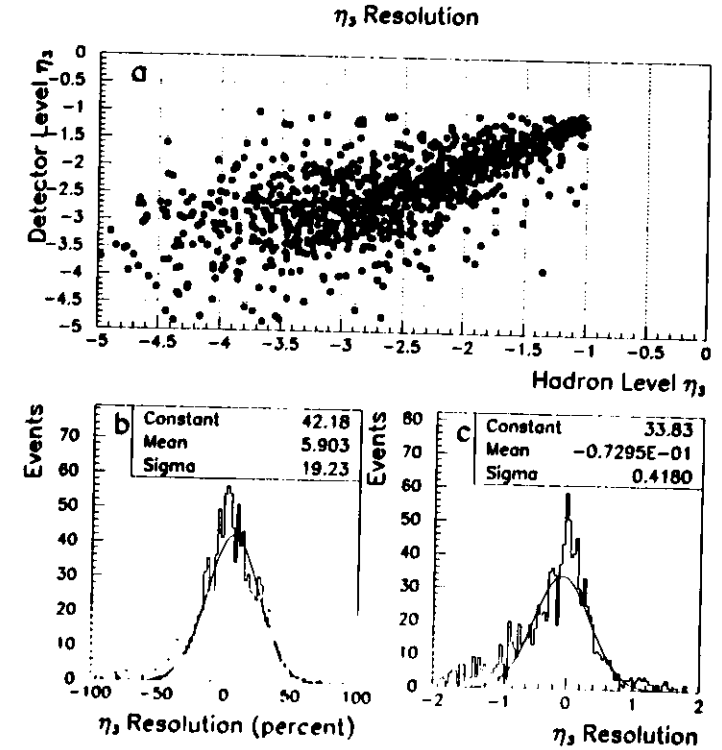 η₃ Resolution
Detector Level η₃
a
0
-0.5
-1
-1.5
-2
-2.5
-3
-3.5
-4
-4.5
-5
-5 -4.5 -4 -3.5 -3 -2.5 -2 -1.5 -1 -0.5 0
Hadron Level η₃
Events
b
Constant 42.18
Mean 5.903
Sigma 19.23
70
60
50
40
30
20
10
0
-100 -50 0 50 100
η₃ Resolution (percent)
Events
c
Constant 33.83
Mean -0.7295E-01
Sigma 0.4180
80
70
60
50
40
30
20
10
0
-2 -1 0 1 2
η₃ Resolution